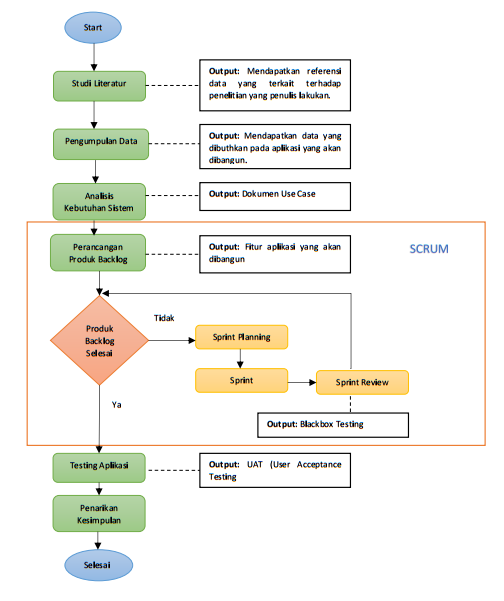 Start
Studi Literatur
Output: Mendapatkan referensi
data yang terkait terhadap
penelitian yang penulis lakukan.
Pengumpulan Data
Output: Mendapatkan data yang
dibuthkan pada aplikasi yang akan
dibangun.
Analisis
Kebutuhan Sistem
Output: Dokumen Use Case
SCRUM
Perancangan
Produk Backlog
Output: Fitur aplikasi yang akan
dibangun
Produk
Backlog
Selesai
Tidak
Sprint Planning
Sprint
Sprint Review
Ya
Output: Blackbox Testing
Testing Aplikasi
Output: UAT (User Acceptance
Testing
Penarikan
Kesimpulan
Selesai